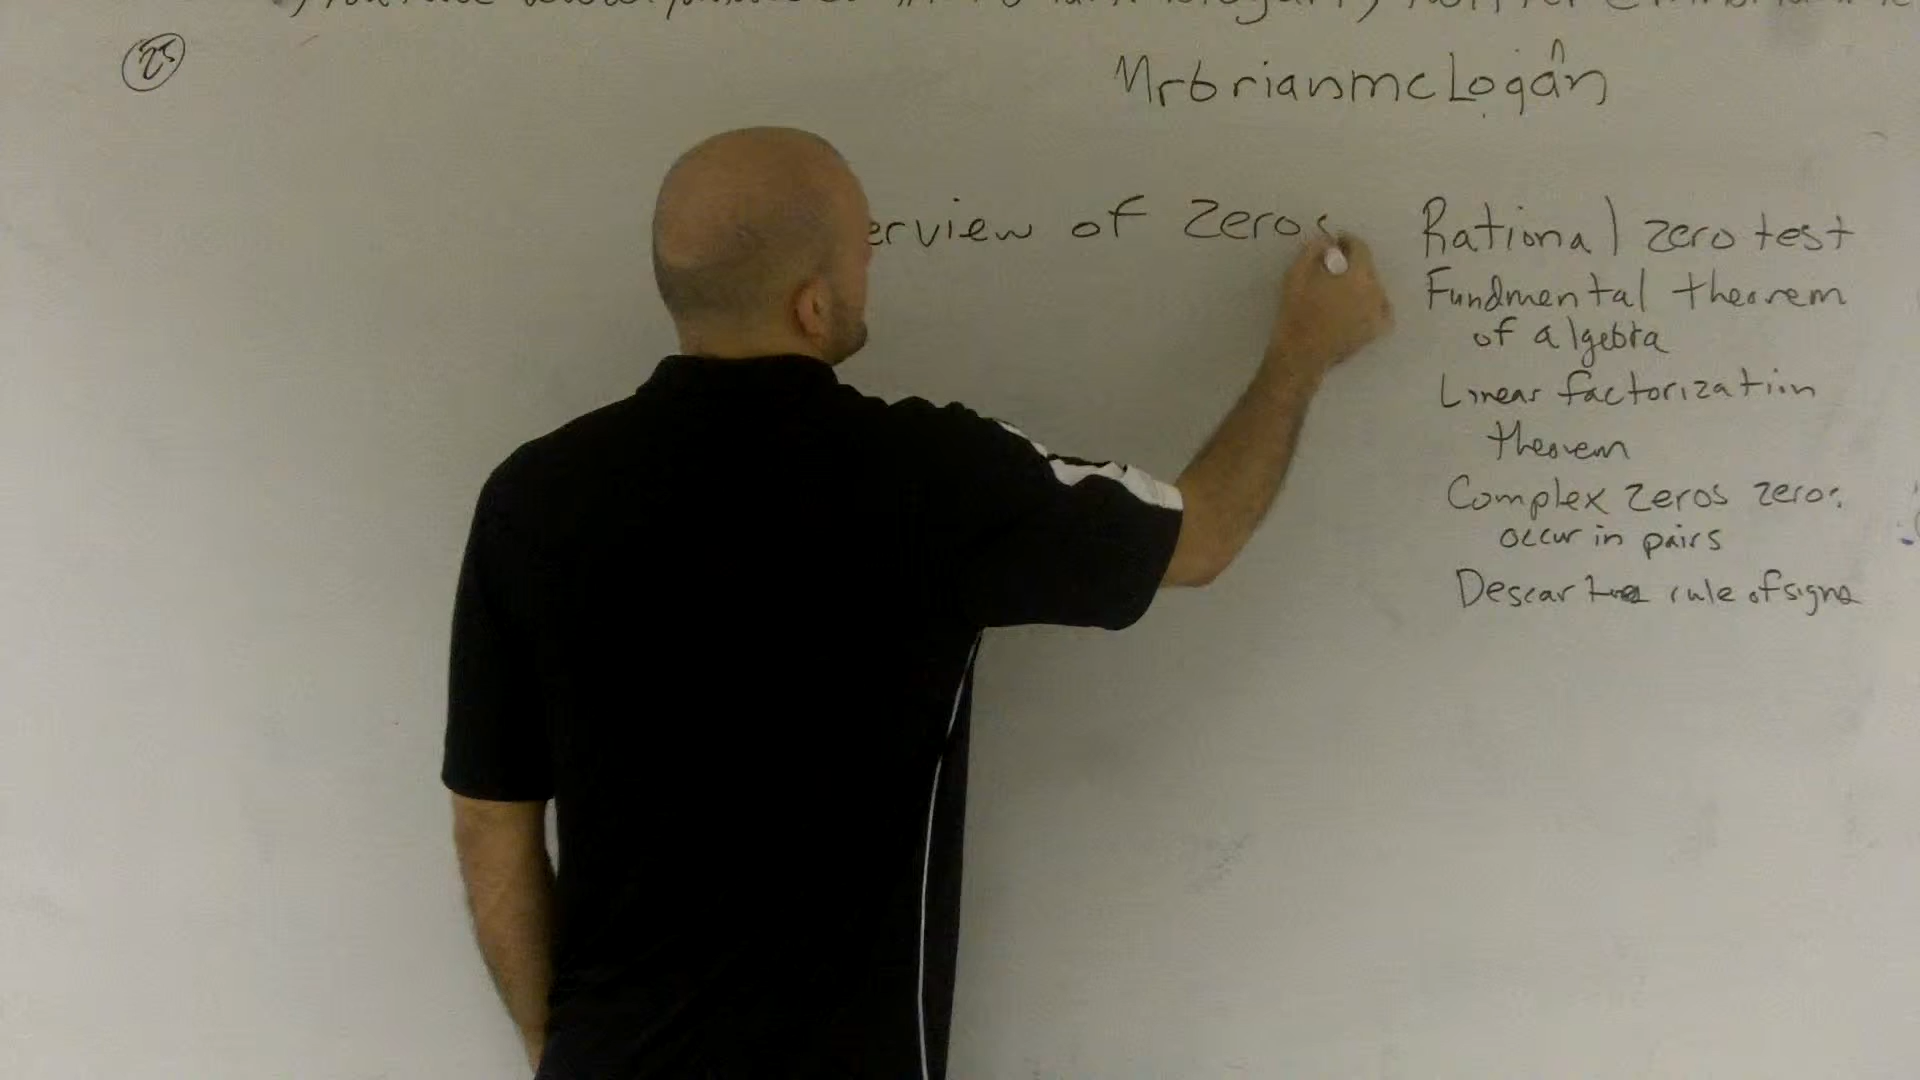 25
MrbrianmcLogan
erview of Zeros
Rational zero test
Fundmental theorem
of algebra
Linear factorization
theorem
Complex zeros zeros
occur in pairs
Descartes rule of signs